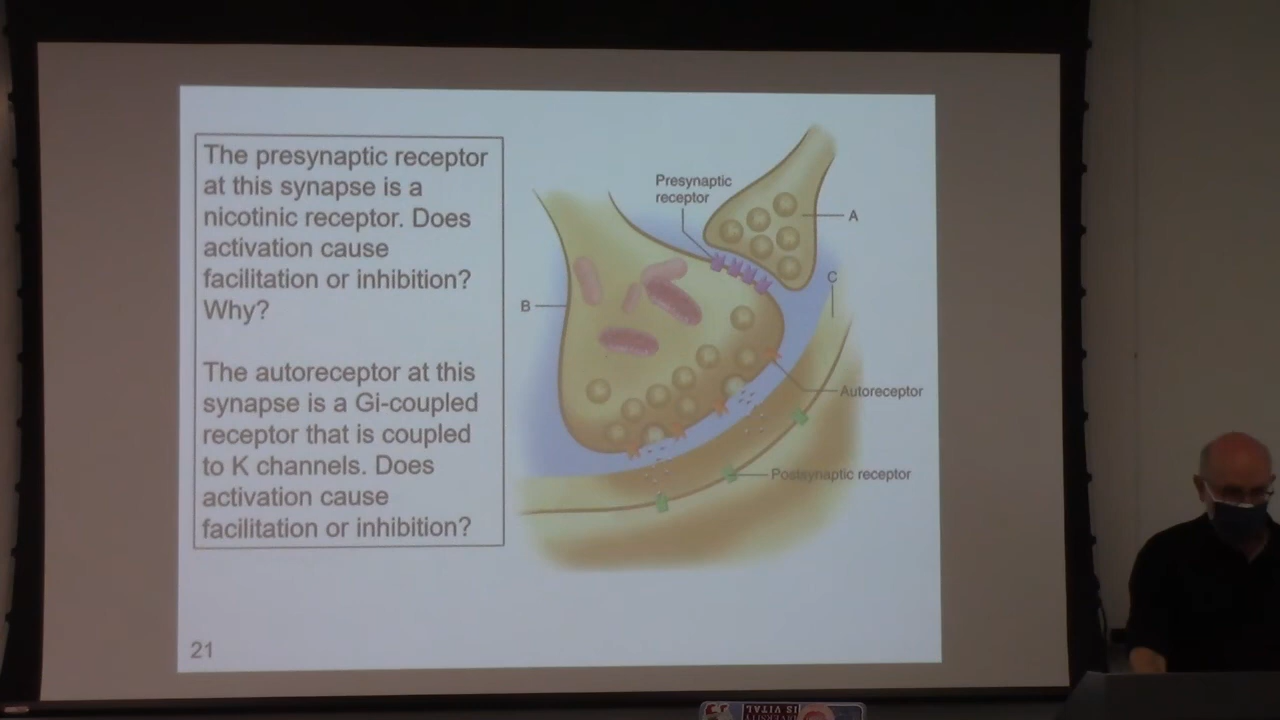 The presynaptic receptor
at this synapse is a
nicotinic receptor. Does
activation cause
facilitation or inhibition?
Why?
The autoreceptor at this
synapse is a Gi-coupled
receptor that is coupled
to K channels. Does
activation cause
facilitation or inhibition?
Presynaptic
receptor
A
C
B
Autoreceptor
Postsynaptic receptor
21
IS VITAL